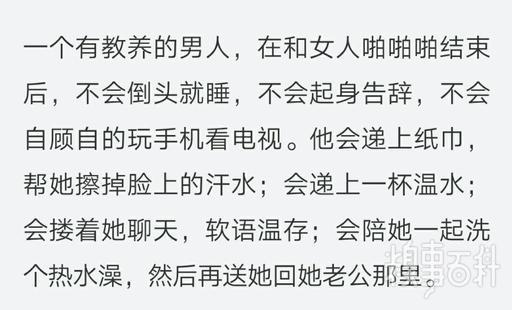 一个有教养的男人，在和女人啪啪啪结束
后，不会倒头就睡，不会起身告辞，不会
自顾自的玩手机看电视。他会递上纸巾，
帮她擦掉脸上的汗水；会递上一杯温水；
会搂着她聊天，软语温存；会陪她一起洗
个热水澡，然后再送她回她老公那里。
糗事百科